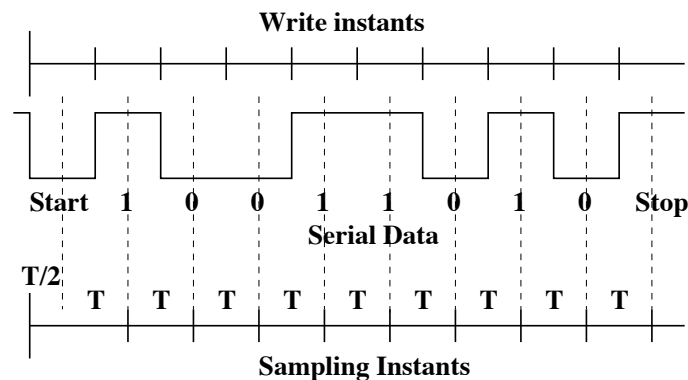 Write instants
Start 1 0 0 1 1 0 1 0 Stop
Serial Data
T/2
T T T T T T T T T
Sampling Instants